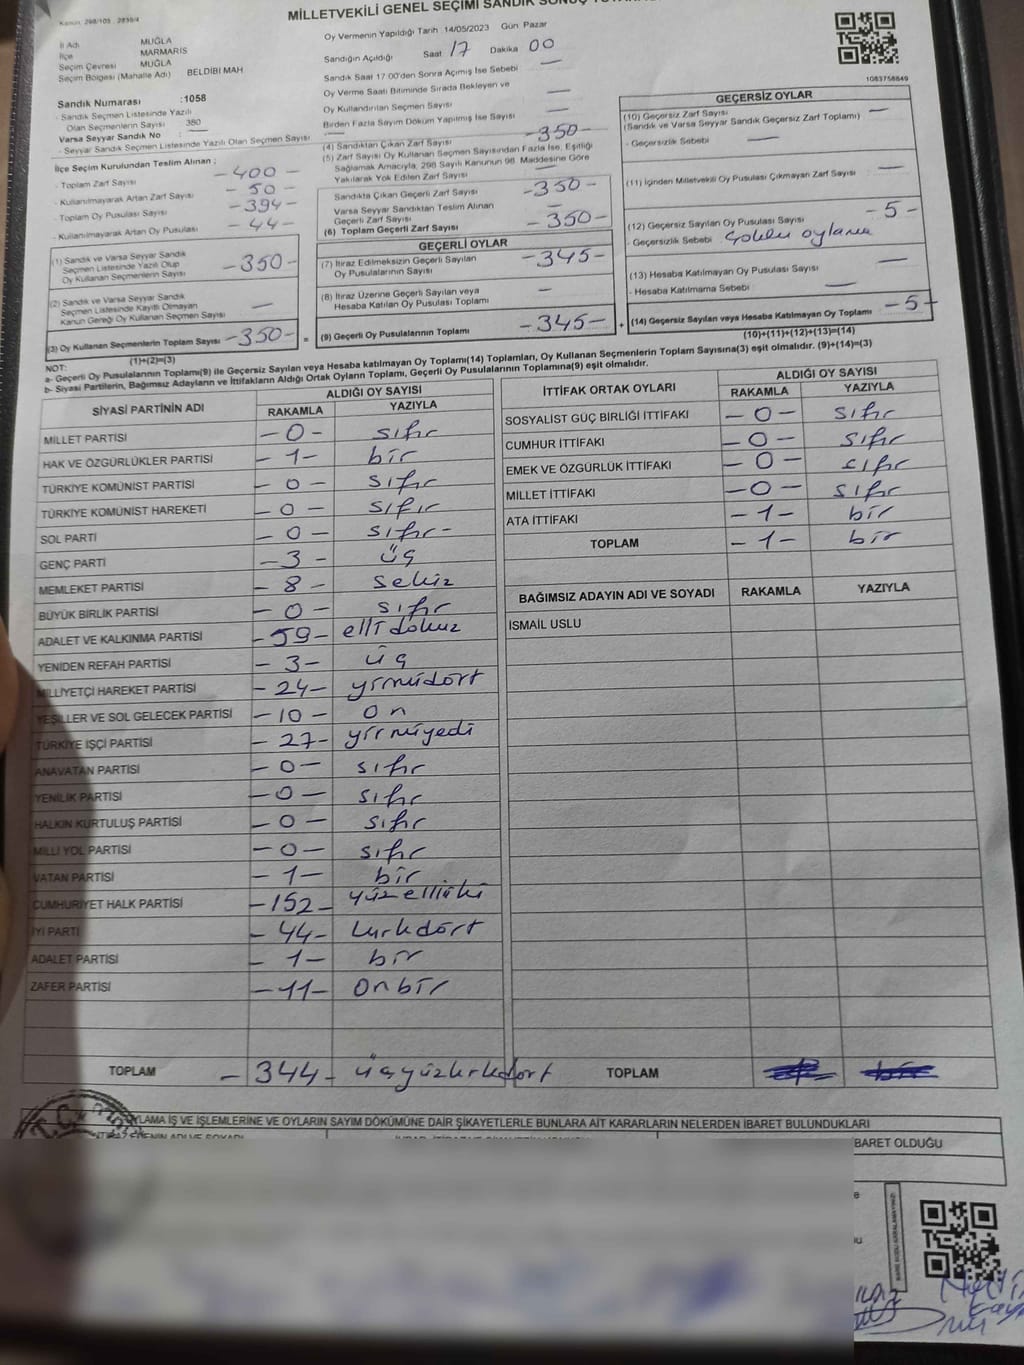 Kanun: 298/105 , 2839/4
MİLLETVEKİLİ GENEL SEÇİMİ SANDIK SONUÇ
İl Adı MUĞLA
İlçe MARMARİS
Seçim Çevresi MUĞLA
Seçim Bölgesi (Mahalle Adı) BELDİBİ MAH
Sandık Numarası :1058
- Sandık Seçmen Listesinde Yazılı
Olan Seçmenlerin Sayısı 380
Varsa Seyyar Sandık No
- Seyyar Sandık Seçmen Listesinde Yazılı Olan Seçmen Sayısı
Oy Vermenin Yapıldığı Tarih :14/05/2023 Gün Pazar
Sandığın Açıldığı Saat 17 Dakika 00
Sandık Saat 17:00'den Sonra Açımış İse Sebebi —
Oy Verme Saati Bitiminde Sırada Bekleyen ve
Oy Kullandırılan Seçmen Sayısı —
Birden Fazla Sayım Döküm Yapılmış İse Sayısı —
1083758849
İlçe Seçim Kurulundan Teslim Alınan ;
- Toplam Zarf Sayısı - 400 -
- Kullanılmayarak Artan Zarf Sayısı - 50 -
- Toplam Oy Pusulası Sayısı - 394 -
- Kullanılmayarak Artan Oy Pusulası - 44 -
(1) Sandık ve Varsa Seyyar Sandık
Seçmen Listesinde Yazılı Olup
Oy Kullanan Seçmenlerin Sayısı - 350 -
(2) Sandık ve Varsa Seyyar Sandık
Seçmen Listesinde Kayıtlı Olmayan
Kanun Gereği Oy Kullanan Seçmen Sayısı —
(3) Oy Kullanan Seçmenlerin Toplam Sayısı - 350 -
(1)+(2)=(3)
(4) Sandıktan Çıkan Zarf Sayısı - 350 -
(5) Zarf Sayısı Oy Kullanan Seçmen Sayısından Fazla İse, Eşitliği
Sağlamak Amacıyla; 298 Sayılı Kanunun 98. Maddesine Göre
Yakılarak Yok Edilen Zarf Sayısı —
Sandıkta Çıkan Geçerli Zarf Sayısı - 350 -
Varsa Seyyar Sandıktan Teslim Alınan
Geçerli Zarf Sayısı —
(6) Toplam Geçerli Zarf Sayısı - 350 -
GEÇERLİ OYLAR
(7) İtiraz Edilmeksizin Geçerli Sayılan
Oy Pusulalarının Sayısı - 345 -
(8) İtiraz Üzerine Geçerli Sayılan veya
Hesaba Katılan Oy Pusulası Toplamı —
= (9) Geçerli Oy Pusulalarının Toplamı - 345 - +
GEÇERSİZ OYLAR
(10) Geçersiz Zarf Sayısı —
(Sandık ve Varsa Seyyar Sandık Geçersiz Zarf Toplamı)
- Geçersizlik Sebebi : —
(11) İçinden Milletvekili Oy Pusulası Çıkmayan Zarf Sayısı —
(12) Geçersiz Sayılan Oy Pusulası Sayısı - 5 -
- Geçersizlik Sebebi
(13) Hesaba Katılmayan Oy Pusulası Sayısı —
- Hesaba Katılmama Sebebi : —
(14) Geçersiz Sayılan veya Hesaba Katılmayan Oy Toplamı - 5 -
(10)+(11)+(12)+(13)=(14)
NOT:
a- Geçerli Oy Pusulalarının Toplamı(9) ile Geçersiz Sayılan veya Hesaba katılmayan Oy Toplamı(14) Toplamları, Oy Kullanan Seçmenlerin Toplam Sayısına(3) eşit olmalıdır. (9)+(14)=(3)
b- Siyasi Partilerin, Bağımsız Adayların ve İttifakların Aldığı Ortak Oyların Toplamı, Geçerli Oy Pusulalarının Toplamına(9) eşit olmalıdır.
SİYASİ PARTİNİN ADI ALDIĞI OY SAYISI
RAKAMLA YAZIYLA
MİLLET PARTİSİ - 0 - sıfır
HAK VE ÖZGÜRLÜKLER PARTİSİ - 1 - bir
TÜRKİYE KOMÜNİST PARTİSİ - 0 - sıfır
TÜRKİYE KOMÜNİST HAREKETİ - 0 - sıfır
SOL PARTİ - 0 - sıfır -
GENÇ PARTİ - 3 - üç
MEMLEKET PARTİSİ - 8 - sekiz
BÜYÜK BİRLİK PARTİSİ - 0 - sıfır
ADALET VE KALKINMA PARTİSİ - 59 - elli dokuz
YENİDEN REFAH PARTİSİ - 3 - üç
MİLLİYETÇİ HAREKET PARTİSİ - 24 - yirmidört
YEŞİLLER VE SOL GELECEK PARTİSİ - 10 - on
TÜRKİYE İŞÇİ PARTİSİ - 27 - yirmiyedi
ANAVATAN PARTİSİ - 0 - sıfır
YENİLİK PARTİSİ - 0 - sıfır
HALKIN KURTULUŞ PARTİSİ - 0 - sıfır
MİLLİ YOL PARTİSİ - 0 - sıfır
VATAN PARTİSİ - 1 - bir
CUMHURİYET HALK PARTİSİ - 152 - yüzelliiki
İYİ PARTİ - 44 - kırkdört
ADALET PARTİSİ - 1 - bir
ZAFER PARTİSİ - 11 - onbir
TOPLAM - 344 - üçyüzkırkdört
İTTİFAK ORTAK OYLARI ALDIĞI OY SAYISI
RAKAMLA YAZIYLA
SOSYALİST GÜÇ BİRLİĞİ İTTİFAKI - 0 - sıfır
CUMHUR İTTİFAKI - 0 - sıfır
EMEK VE ÖZGÜRLÜK İTTİFAKI - 0 - sıfır
MİLLET İTTİFAKI - 0 - sıfır
ATA İTTİFAKI - 1 - bir
TOPLAM - 1 - bir
BAĞIMSIZ ADAYIN ADI VE SOYADI RAKAMLA YAZIYLA
İSMAİL USLU
TOPLAM
OYLAMA İŞ VE İŞLEMLERİNE VE OYLARIN SAYIM DÖKÜMÜNE DAİR ŞİKAYETLERLE BUNLARA AİT KARARLARIN NELERDEN İBARET BULUNDUKLARI
BARET OLDUĞU